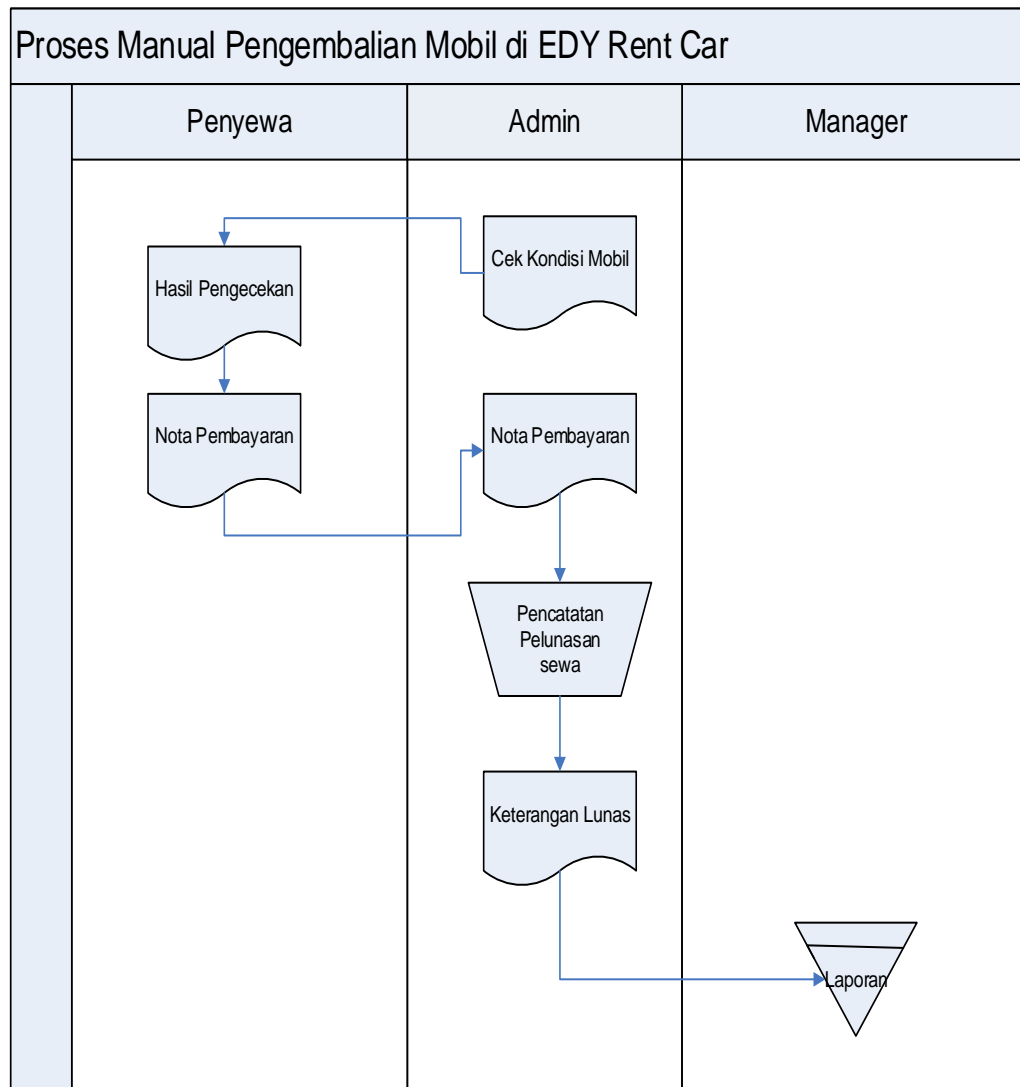 Proses Manual Pengembalian Mobil di EDY Rent Car
Penyewa
Admin
Manager
Cek Kondisi Mobil
Hasil Pengecekan
Nota Pembayaran
Nota Pembayaran
Pencatatan
Pelunasan
sewa
Keterangan Lunas
Laporan